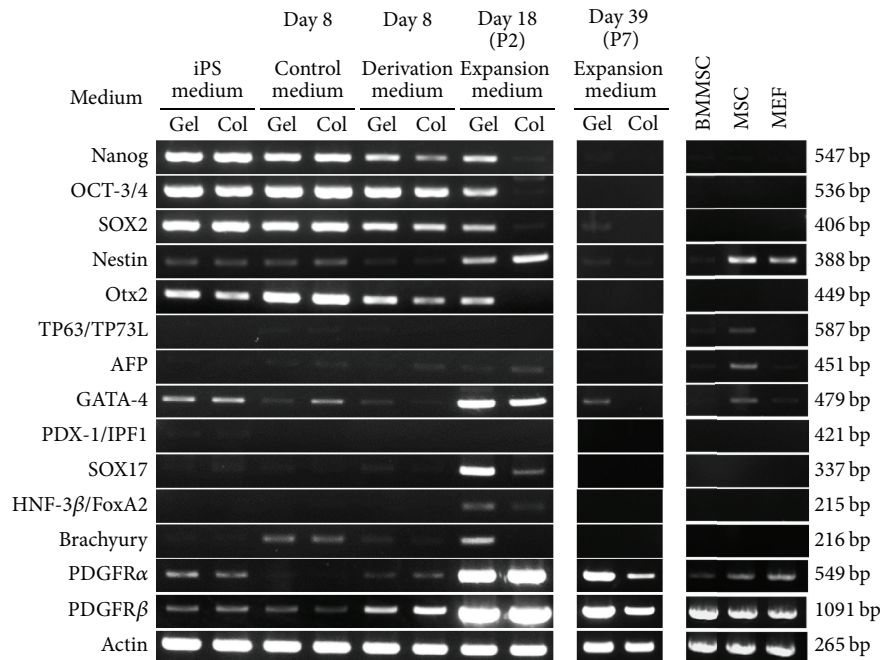 Day 8 Day 8 Day 18 (P2) Day 39 (P7)
Medium iPS medium Control medium Derivation medium Expansion medium Expansion medium BMMSC MSC MEF
Gel Col Gel Col Gel Col Gel Col Gel Col
Nanog 547 bp
OCT-3/4 536 bp
SOX2 406 bp
Nestin 388 bp
Otx2 449 bp
TP63/TP73L 587 bp
AFP 451 bp
GATA-4 479 bp
PDX-1/IPF1 421 bp
SOX17 337 bp
HNF-3β/FoxA2 215 bp
Brachyury 216 bp
PDGFRα 549 bp
PDGFRβ 1091 bp
Actin 265 bp